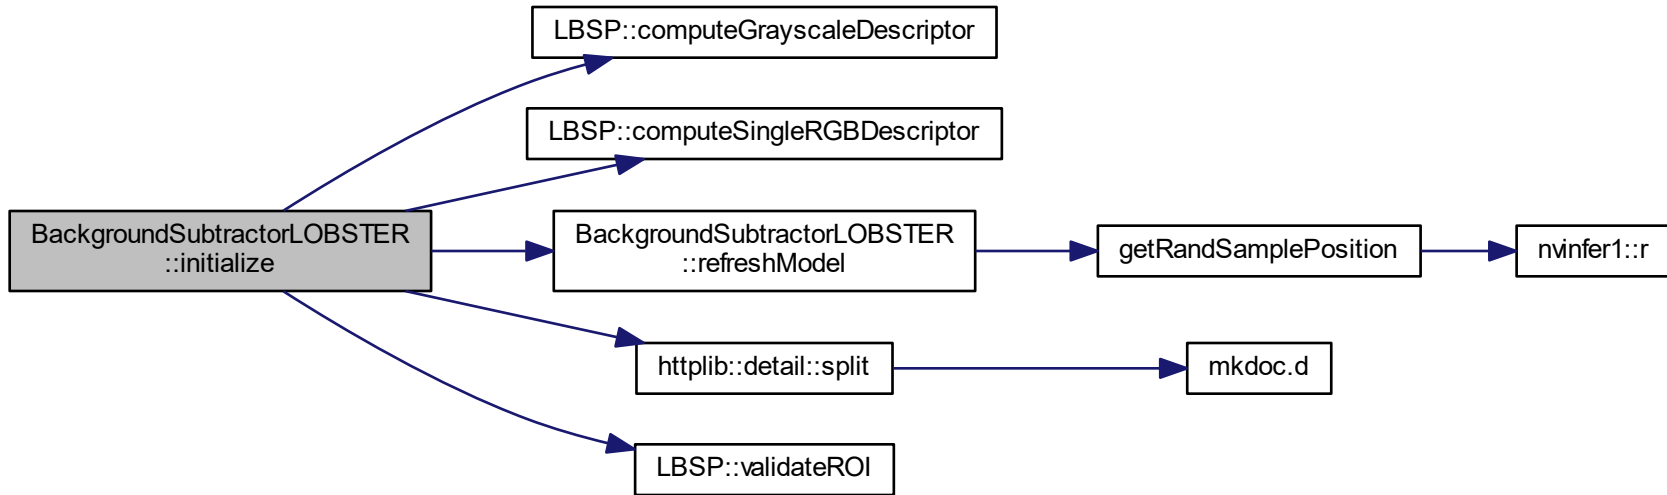 LBSP::computeGrayscaleDescriptor
LBSP::computeSingleRGBDescriptor
BackgroundSubtractorLOBSTER
::initialize
BackgroundSubtractorLOBSTER
::refreshModel
getRandSamplePosition
nvinfer1::r
httplib::detail::split
mkdoc.d
LBSP::validateROI